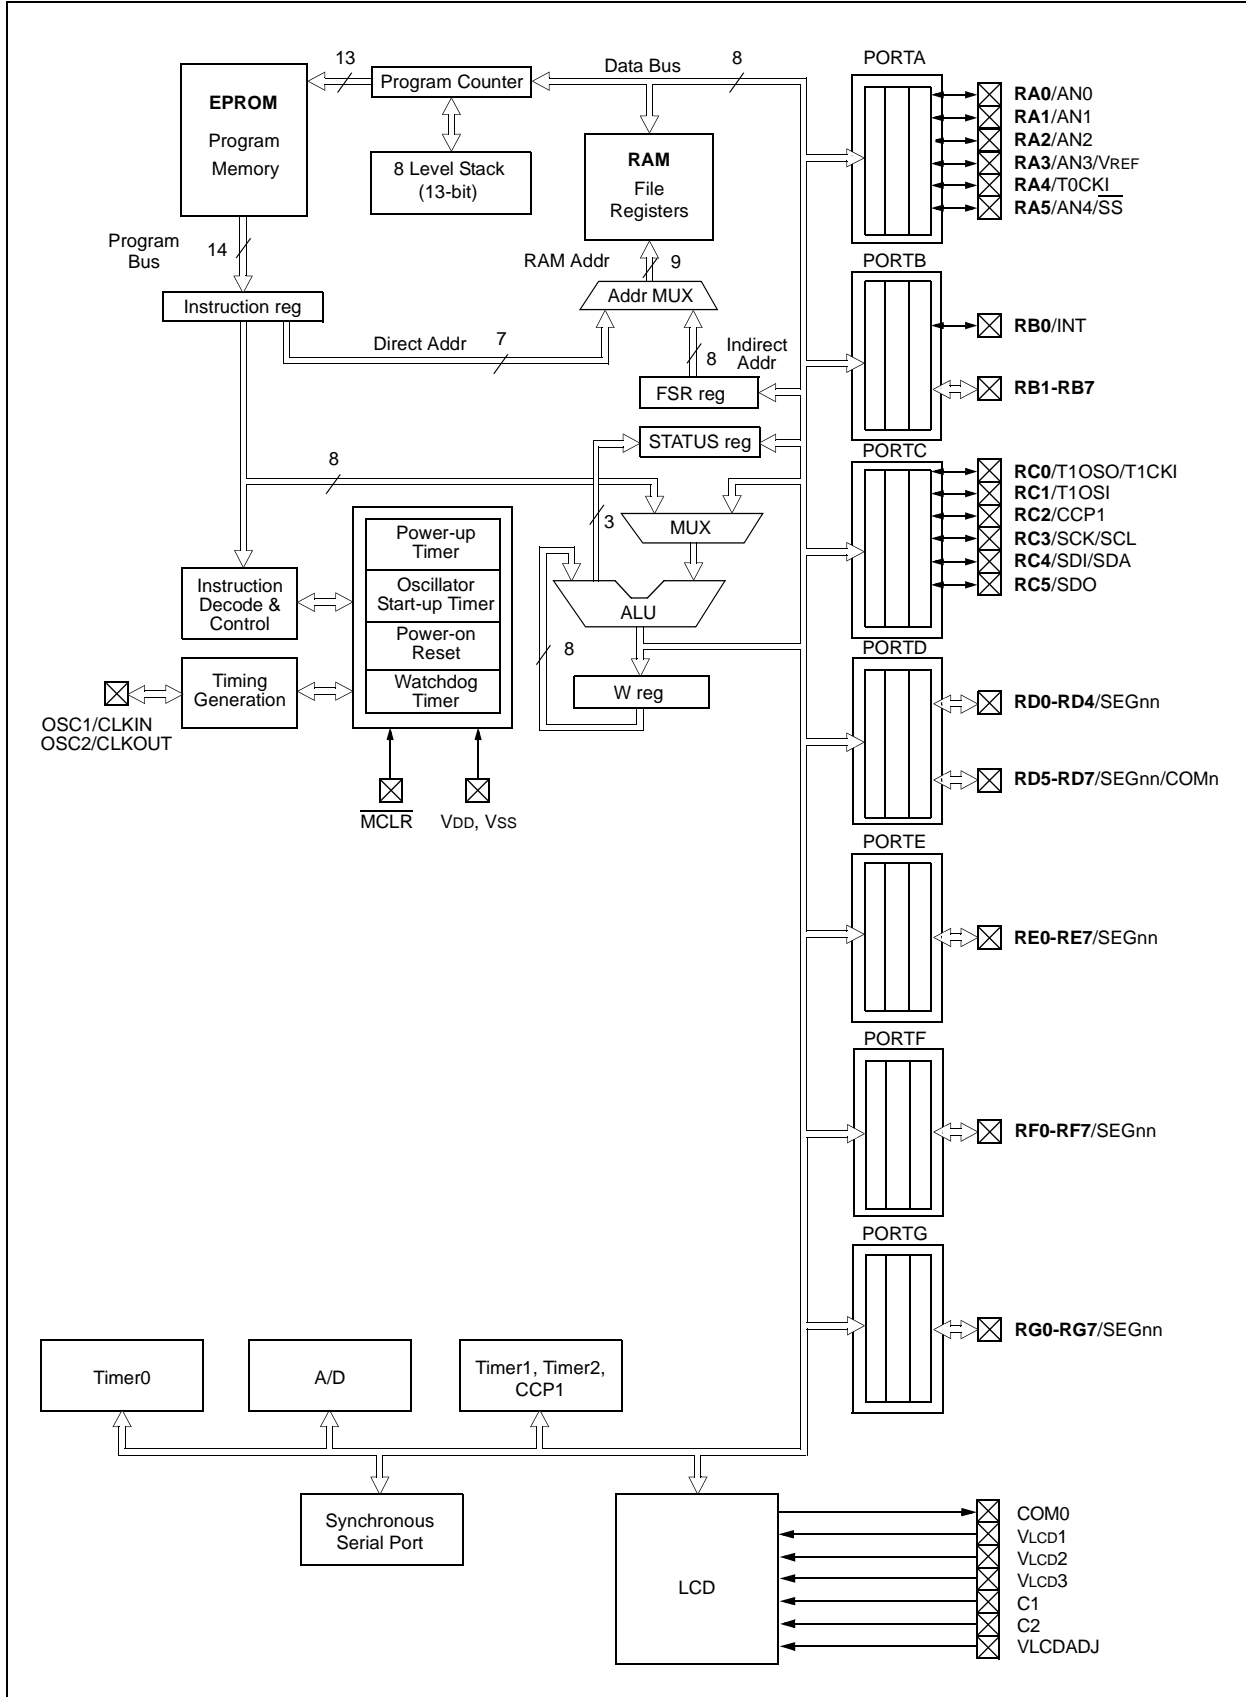 13
Data Bus
8
PORTA
EPROM
Program
Memory
Program Counter
8 Level Stack
(13-bit)
RAM
File
Registers
RA0/AN0
RA1/AN1
RA2/AN2
RA3/AN3/VREF
RA4/T0CKI
RA5/AN4/SS
Program
Bus
14
RAM Addr
9
PORTB
Instruction reg
Addr MUX
RB0/INT
Direct Addr
7
8
Indirect
Addr
FSR reg
RB1-RB7
STATUS reg
PORTC
8
RC0/T1OSO/T1CKI
RC1/T1OSI
RC2/CCP1
RC3/SCK/SCL
RC4/SDI/SDA
RC5/SDO
3
MUX
Power-up
Timer
Oscillator
Start-up Timer
Power-on
Reset
Watchdog
Timer
Instruction
Decode &
Control
ALU
8
W reg
Timing
Generation
OSC1/CLKIN
OSC2/CLKOUT
MCLR
VDD, VSS
PORTD
RD0-RD4/SEGnn
RD5-RD7/SEGnn/COMn
PORTE
RE0-RE7/SEGnn
PORTF
RF0-RF7/SEGnn
PORTG
RG0-RG7/SEGnn
Timer0
A/D
Timer1, Timer2,
CCP1
Synchronous
Serial Port
LCD
COM0
VLCD1
VLCD2
VLCD3
C1
C2
VLCDADJ